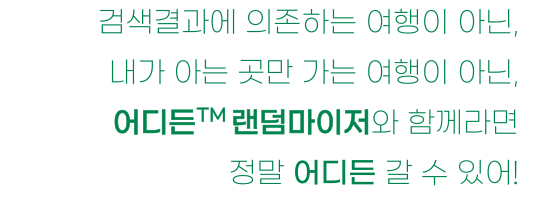 검색결과에 의존하는 여행이 아닌,
내가 아는 곳만 가는 여행이 아닌,
어디든™ 랜덤마이저와 함께라면
정말 어디든 갈 수 있어!